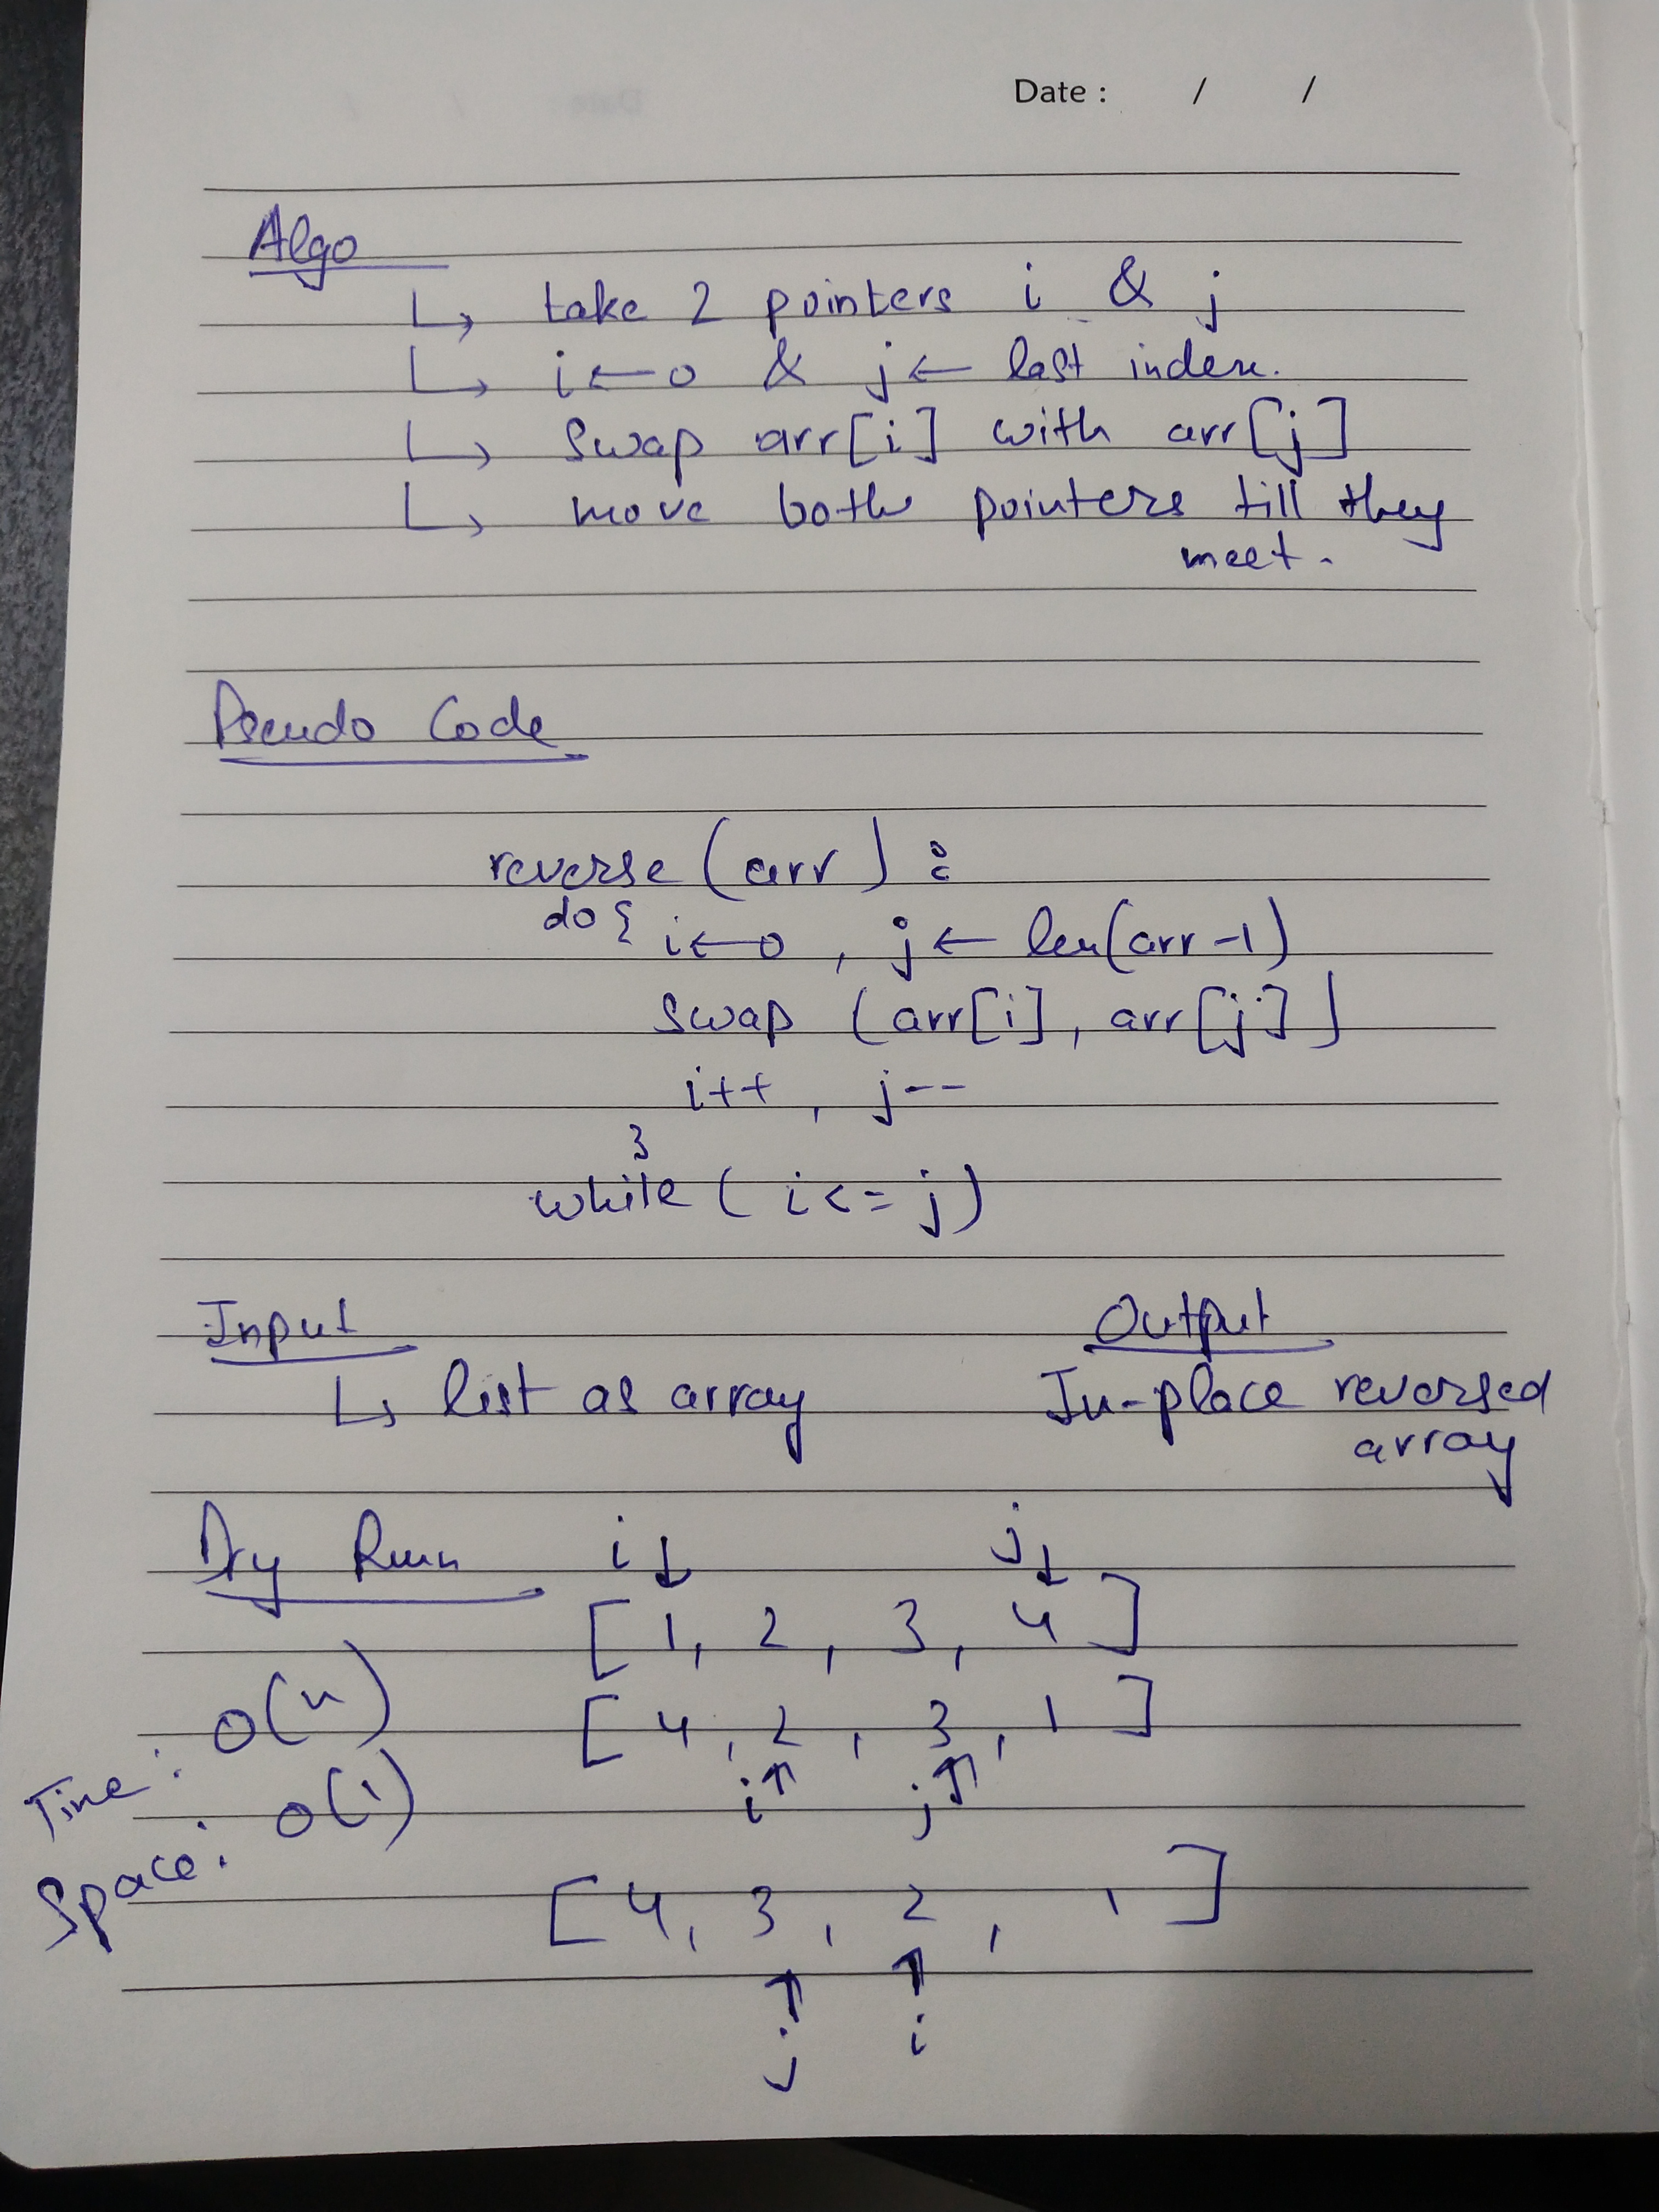 Date : / /
Algo
↳ take 2 pointers i & j
↳ i ← 0 & j ← last index.
↳ swap arr[i] with arr[j]
↳ move both pointers till they
meet.
Pseudo Code
reverse (arr) :
do {
i ← 0 , j ← len(arr -1)
swap (arr[i], arr[j])
i++ , j--
}
while ( i <= j)
Input
Output
↳ list as array
In-place reversed
array
Dry Run
i↓ j↓
[ 1, 2, 3, 4 ]
Time : O(n)
[ 4, 2, 3, 1 ]
i↑ j↑
Space : O(1)
[ 4, 3, 2, 1 ]
↑ ↑
j i